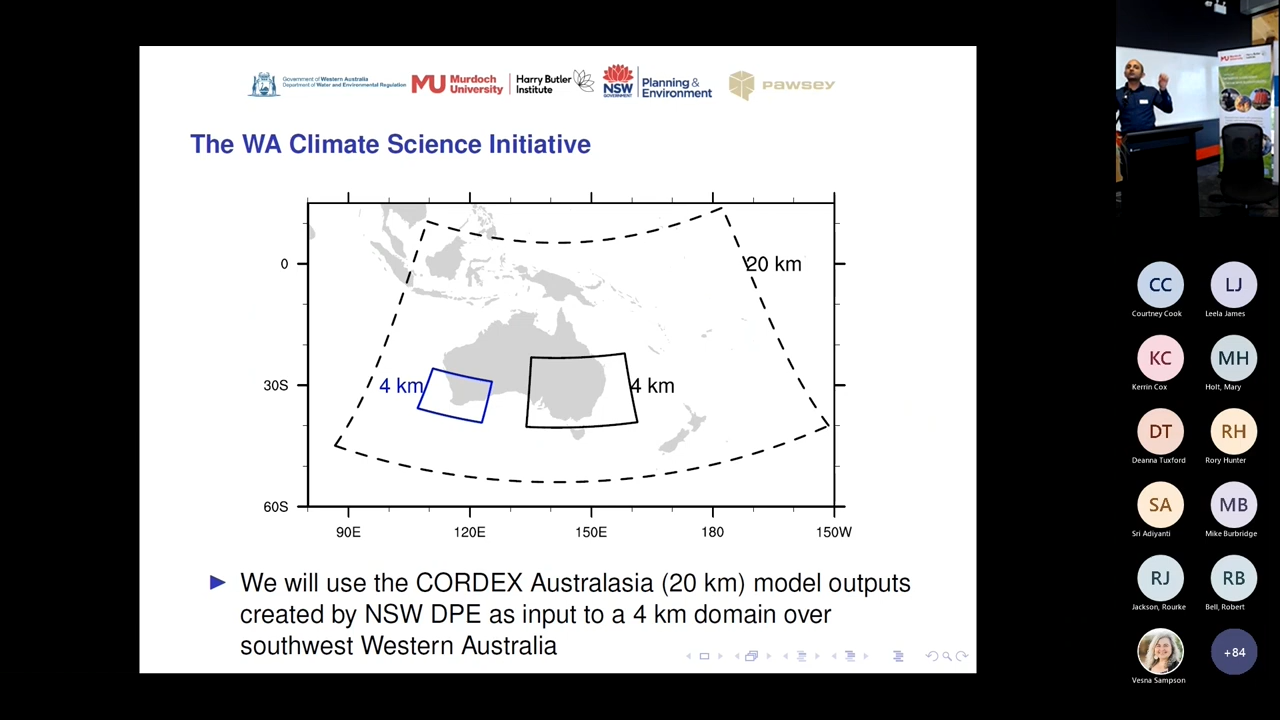 Government of Western Australia
Department of Water and Environmental Regulation
MU Murdoch University
Harry Butler Institute
NSW GOVERNMENT
Planning & Environment
PAWSEY
The WA Climate Science Initiative
20 km
4 km
4 km
0
30S
60S
90E 120E 150E 180 150W
We will use the CORDEX Australasia (20 km) model outputs
created by NSW DPE as input to a 4 km domain over
southwest Western Australia
CC LJ
Courtney Cook Leela James
KC MH
Kerrin Cox Holt, Mary
DT RH
Deanna Tuxford Rory Hunter
SA MB
Sri Adiyanti Mike Burbridge
RJ RB
Jackson, Rourke Bell, Robert
Vesna Sampson
+84